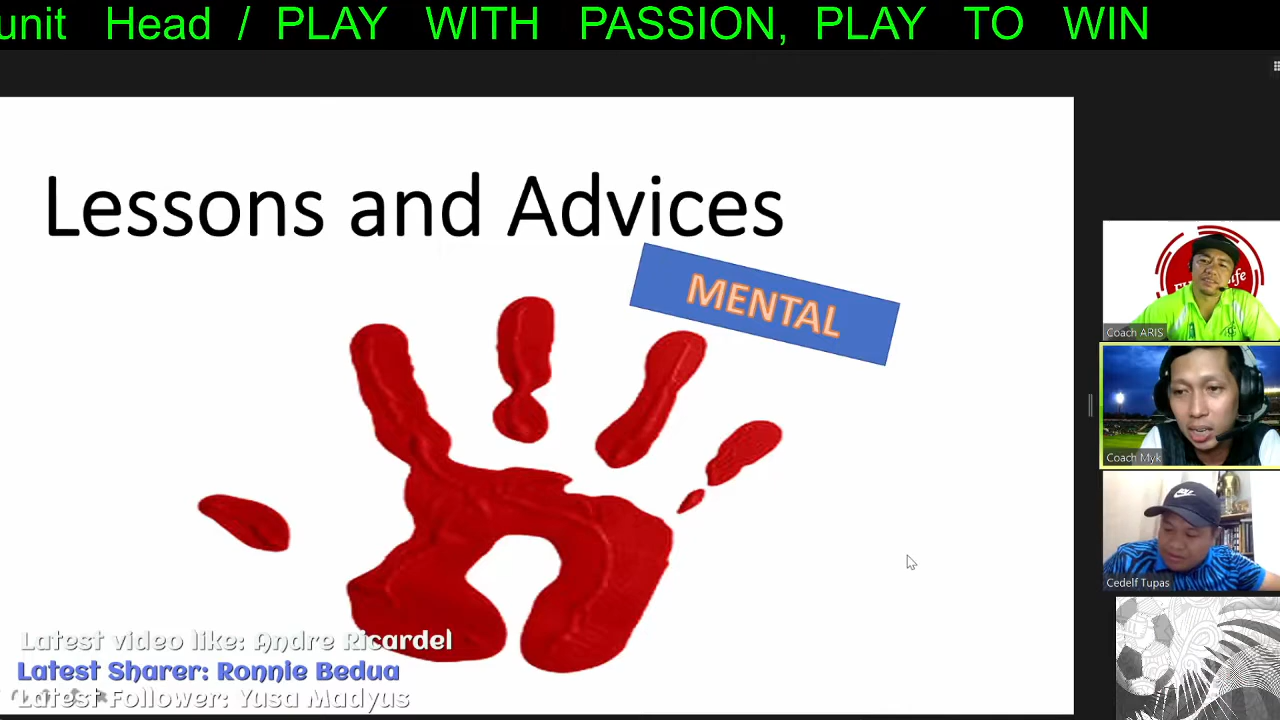 unit Head / PLAY WITH PASSION, PLAY TO WIN
Lessons and Advices
MENTAL
Coach ARIS
Coach Myk
Cedelf Tupas
Latest video like: Andre Ricardel
Latest Sharer: Ronnie Bedua
Latest Follower: Yusa Madyus